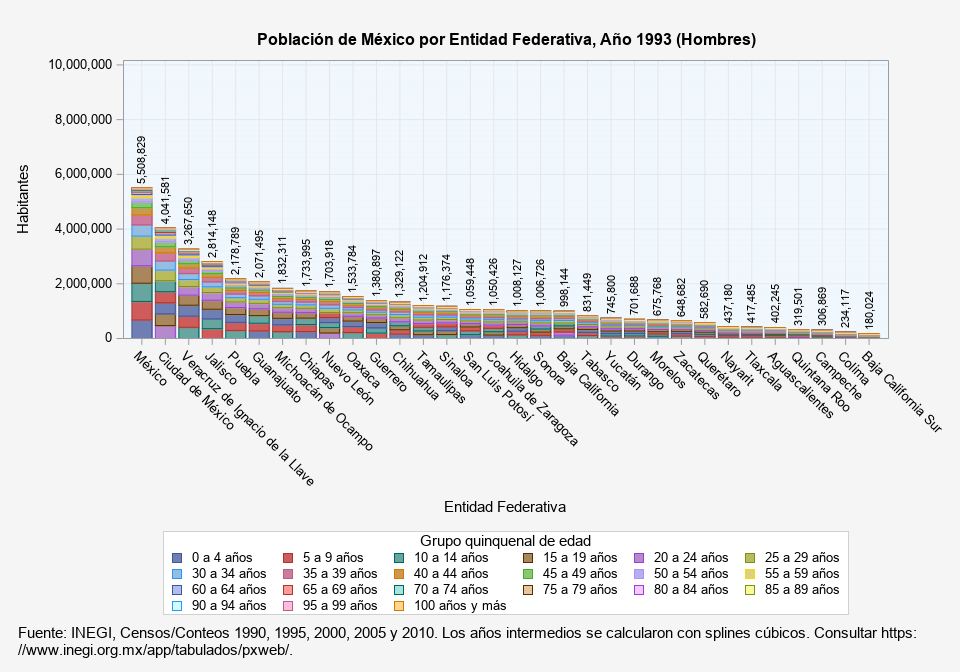 Población de México por Entidad Federativa, Año 1993 (Hombres)
Habitantes
10,000,000
8,000,000
6,000,000
4,000,000
2,000,000
0
5,508,829
4,041,581
3,267,650
2,814,148
2,178,789
2,071,495
1,832,311
1,733,995
1,703,918
1,533,784
1,380,897
1,329,122
1,204,912
1,176,374
1,059,448
1,050,426
1,008,127
1,006,726
998,144
831,449
745,800
701,688
675,768
648,682
582,690
437,180
417,485
402,245
319,501
306,869
234,117
180,024
México
Ciudad de México
Veracruz de Ignacio de la Llave
Jalisco
Puebla
Guanajuato
Michoacán de Ocampo
Chiapas
Nuevo León
Oaxaca
Guerrero
Chihuahua
Tamaulipas
Sinaloa
San Luis Potosí
Coahuila de Zaragoza
Hidalgo
Sonora
Baja California
Tabasco
Yucatán
Durango
Morelos
Zacatecas
Querétaro
Nayarit
Tlaxcala
Aguascalientes
Quintana Roo
Campeche
Colima
Baja California Sur
Entidad Federativa
Grupo quinquenal de edad
0 a 4 años 5 a 9 años 10 a 14 años 15 a 19 años 20 a 24 años 25 a 29 años
30 a 34 años 35 a 39 años 40 a 44 años 45 a 49 años 50 a 54 años 55 a 59 años
60 a 64 años 65 a 69 años 70 a 74 años 75 a 79 años 80 a 84 años 85 a 89 años
90 a 94 años 95 a 99 años 100 años y más
Fuente: INEGI, Censos/Conteos 1990, 1995, 2000, 2005 y 2010. Los años intermedios se calcularon con splines cúbicos. Consultar https:
//www.inegi.org.mx/app/tabulados/pxweb/.